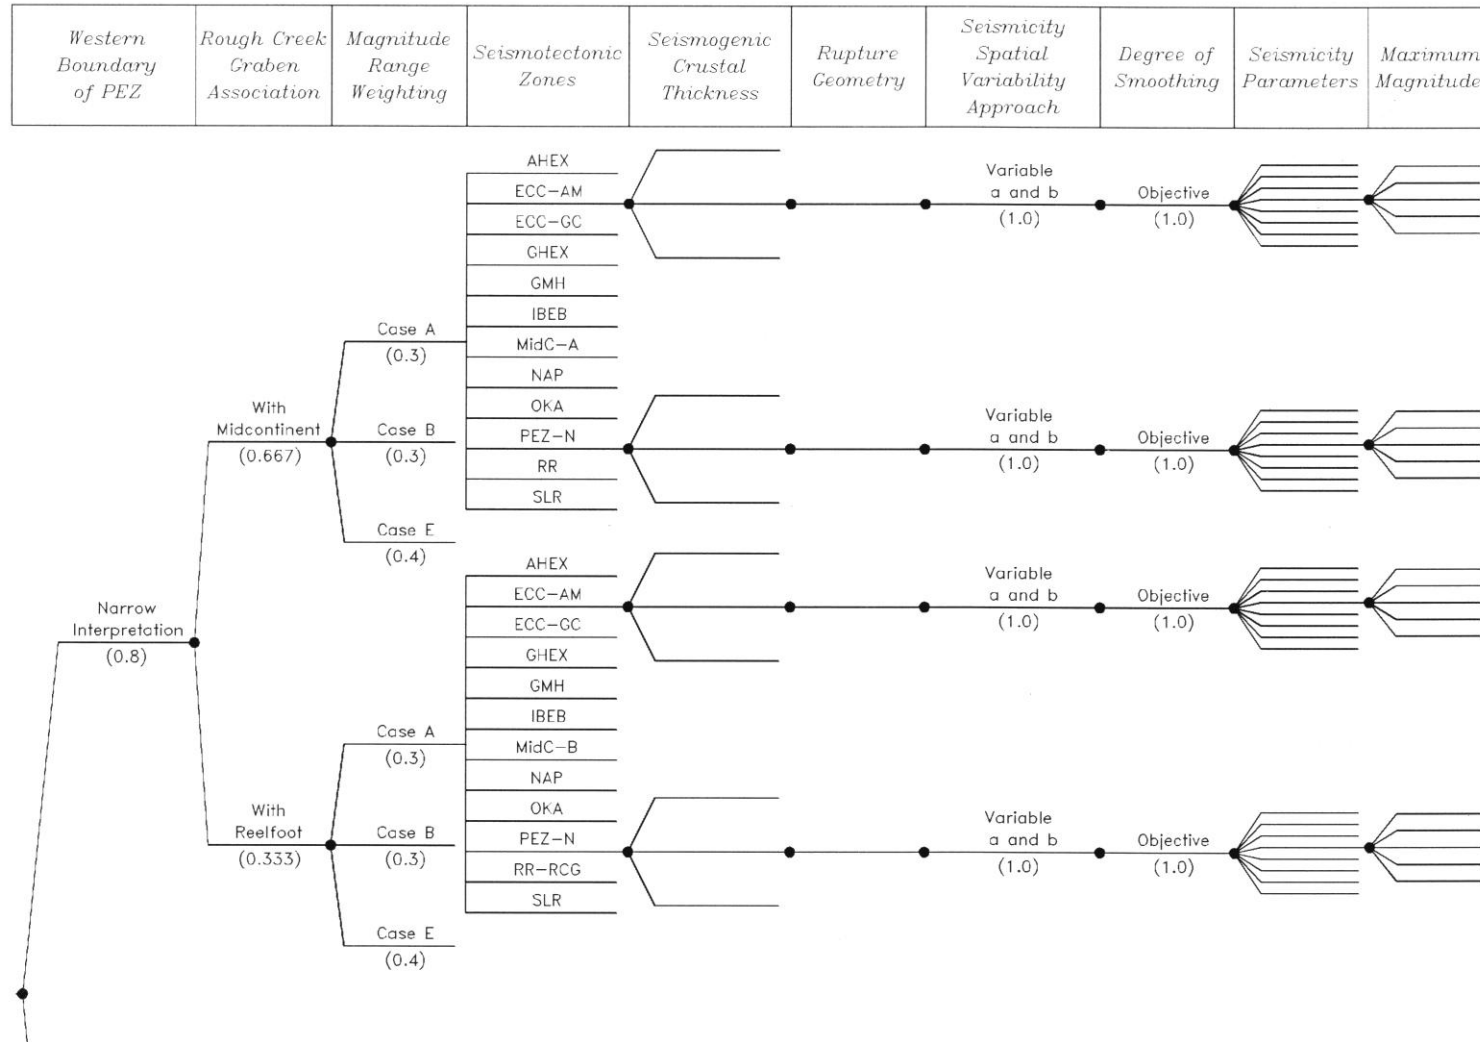 Western
Boundary
of PEZ
Rough Creek
Graben
Association
Magnitude
Range
Weighting
Seismotectonic
Zones
Seismogenic
Crustal
Thickness
Rupture
Geometry
Seismicity
Spatial
Variability
Approach
Degree of
Smoothing
Seismicity
Parameters
Maximum
Magnitude
Narrow
Interpretation
(0.8)
With
Midcontinent
(0.667)
Case A
(0.3)
Case B
(0.3)
Case E
(0.4)
AHEX
ECC-AM
ECC-GC
GHEX
GMH
IBEB
MidC-A
NAP
OKA
PEZ-N
RR
SLR
Variable
a and b
(1.0)
Objective
(1.0)
Variable
a and b
(1.0)
Objective
(1.0)
With
Reelfoot
(0.333)
Case A
(0.3)
Case B
(0.3)
Case E
(0.4)
AHEX
ECC-AM
ECC-GC
GHEX
GMH
IBEB
MidC-B
NAP
OKA
PEZ-N
RR-RCG
SLR
Variable
a and b
(1.0)
Objective
(1.0)
Variable
a and b
(1.0)
Objective
(1.0)